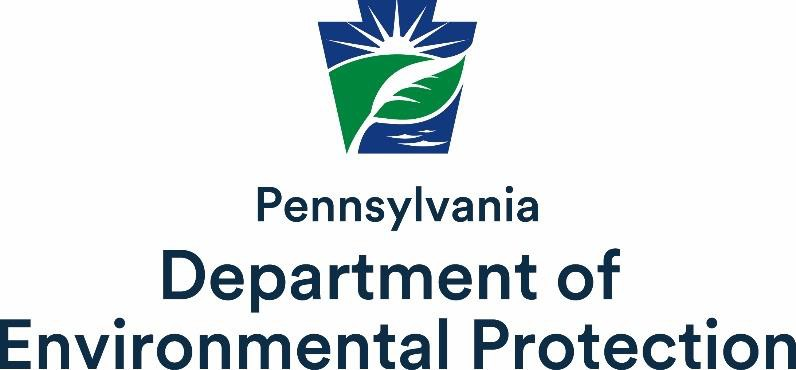 Pennsylvania
Department of
Environmental Protection